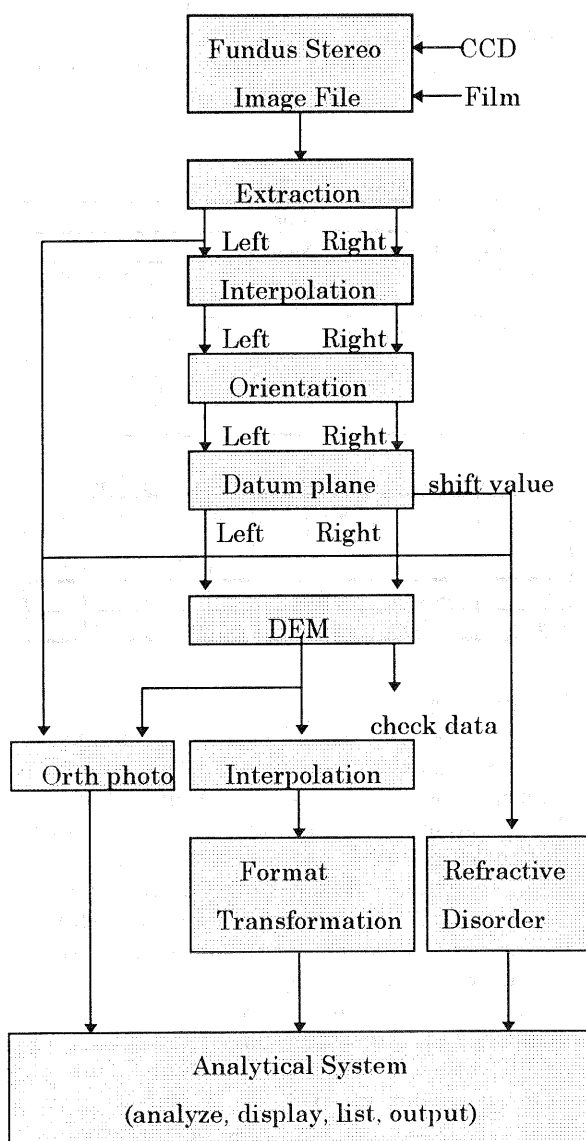 Fundus Stereo
CCD
Image File
Film
Extraction
Left Right
Interpolation
Left Right
Orientation
Left Right
Datum plane
shift value
Left Right
DEM
check data
Orth photo
Interpolation
Format
Transformation
Refractive
Disorder
Analytical System
(analyze, display, list, output)